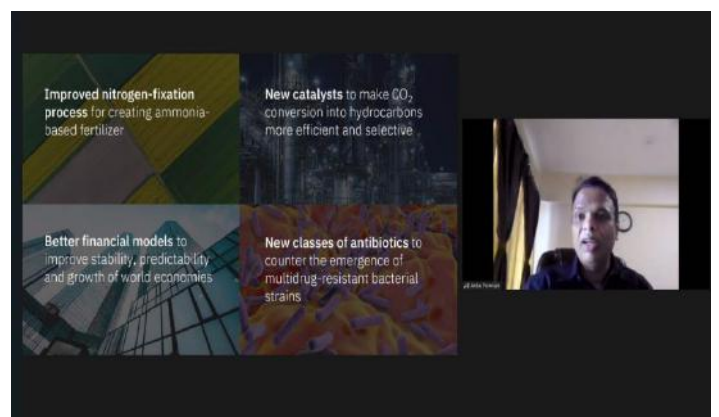 Improved nitrogen-fixation
process for creating ammonia-
based fertilizer
New catalysts to make CO₂
conversion into hydrocarbons
more efficient and selective
Better financial models to
improve stability, predictability
and growth of world economies
New classes of antibiotics to
counter the emergence of
multidrug-resistant bacterial
strains